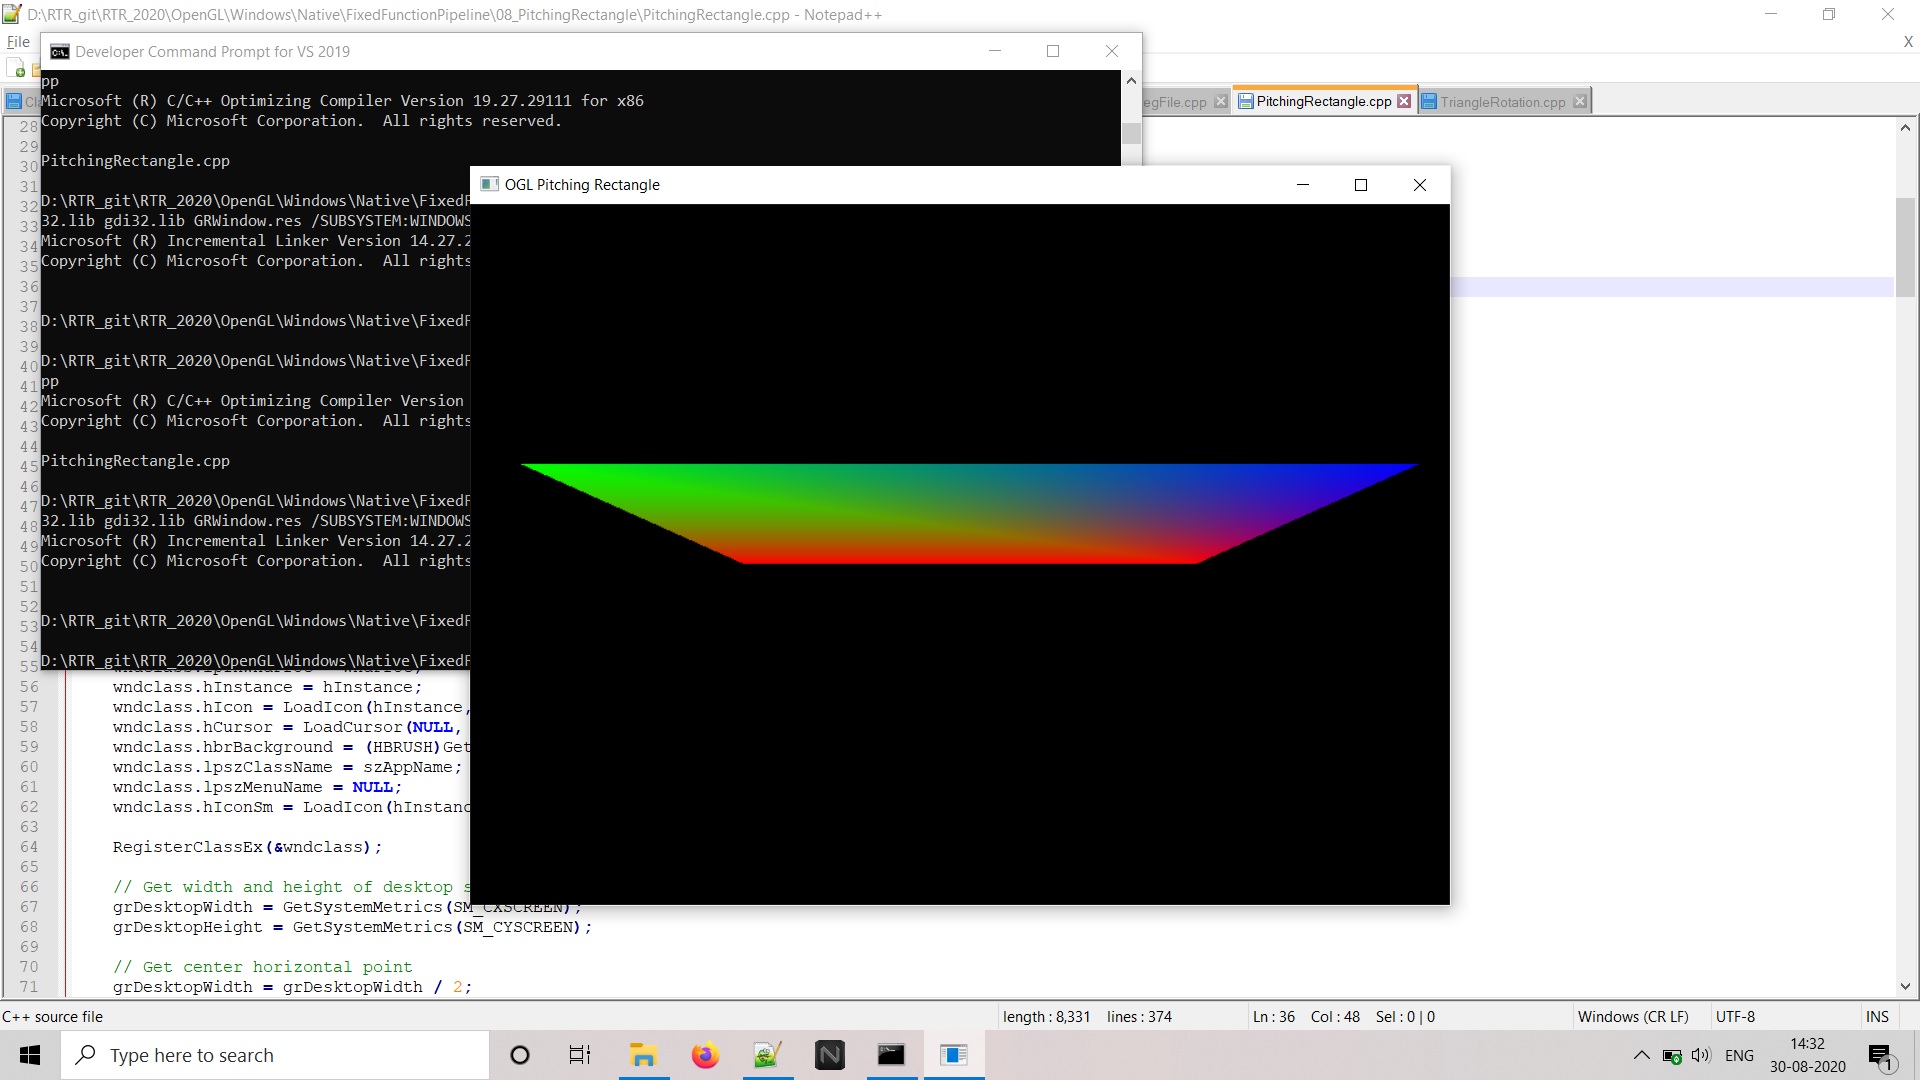 D:\RTR_git\RTR_2020\OpenGL\Windows\Native\FixedFunctionPipeline\08_PitchingRectangle\PitchingRectangle.cpp - Notepad++
File
X
Developer Command Prompt for VS 2019
egFile.cpp PitchingRectangle.cpp TriangleRotation.cpp
pp
Microsoft (R) C/C++ Optimizing Compiler Version 19.27.29111 for x86
Copyright (C) Microsoft Corporation.  All rights reserved.
PitchingRectangle.cpp
D:\RTR_git\RTR_2020\OpenGL\Windows\Native\FixedF
32.lib gdi32.lib GRWindow.res /SUBSYSTEM:WINDOWS
Microsoft (R) Incremental Linker Version 14.27.2
Copyright (C) Microsoft Corporation.  All rights
D:\RTR_git\RTR_2020\OpenGL\Windows\Native\FixedF
D:\RTR_git\RTR_2020\OpenGL\Windows\Native\FixedF
pp
Microsoft (R) C/C++ Optimizing Compiler Version
Copyright (C) Microsoft Corporation.  All rights
PitchingRectangle.cpp
D:\RTR_git\RTR_2020\OpenGL\Windows\Native\FixedF
32.lib gdi32.lib GRWindow.res /SUBSYSTEM:WINDOWS
Microsoft (R) Incremental Linker Version 14.27.2
Copyright (C) Microsoft Corporation.  All rights
D:\RTR_git\RTR_2020\OpenGL\Windows\Native\FixedF
D:\RTR_git\RTR_2020\OpenGL\Windows\Native\FixedF
OGL Pitching Rectangle
28
29
30
31
32
33
34
35
36
37
38
39
40
41
42
43
44
45
46
47
48
49
50
51
52
53
54
55
56 wndclass.hInstance = hInstance;
57 wndclass.hIcon = LoadIcon(hInstance,
58 wndclass.hCursor = LoadCursor(NULL,
59 wndclass.hbrBackground = (HBRUSH)Get
60 wndclass.lpszClassName = szAppName;
61 wndclass.lpszMenuName = NULL;
62 wndclass.hIconSm = LoadIcon(hInstanc
63
64 RegisterClassEx(&wndclass);
65
66 // Get width and height of desktop s
67 grDesktopWidth = GetSystemMetrics(SM_CXSCREEN);
68 grDesktopHeight = GetSystemMetrics(SM_CYSCREEN);
69
70 // Get center horizontal point
71 grDesktopWidth = grDesktopWidth / 2;
C++ source file length : 8,331 lines : 374 Ln : 36 Col : 48 Sel : 0 | 0 Windows (CR LF) UTF-8 INS
Type here to search
ENG
14:32
30-08-2020
1